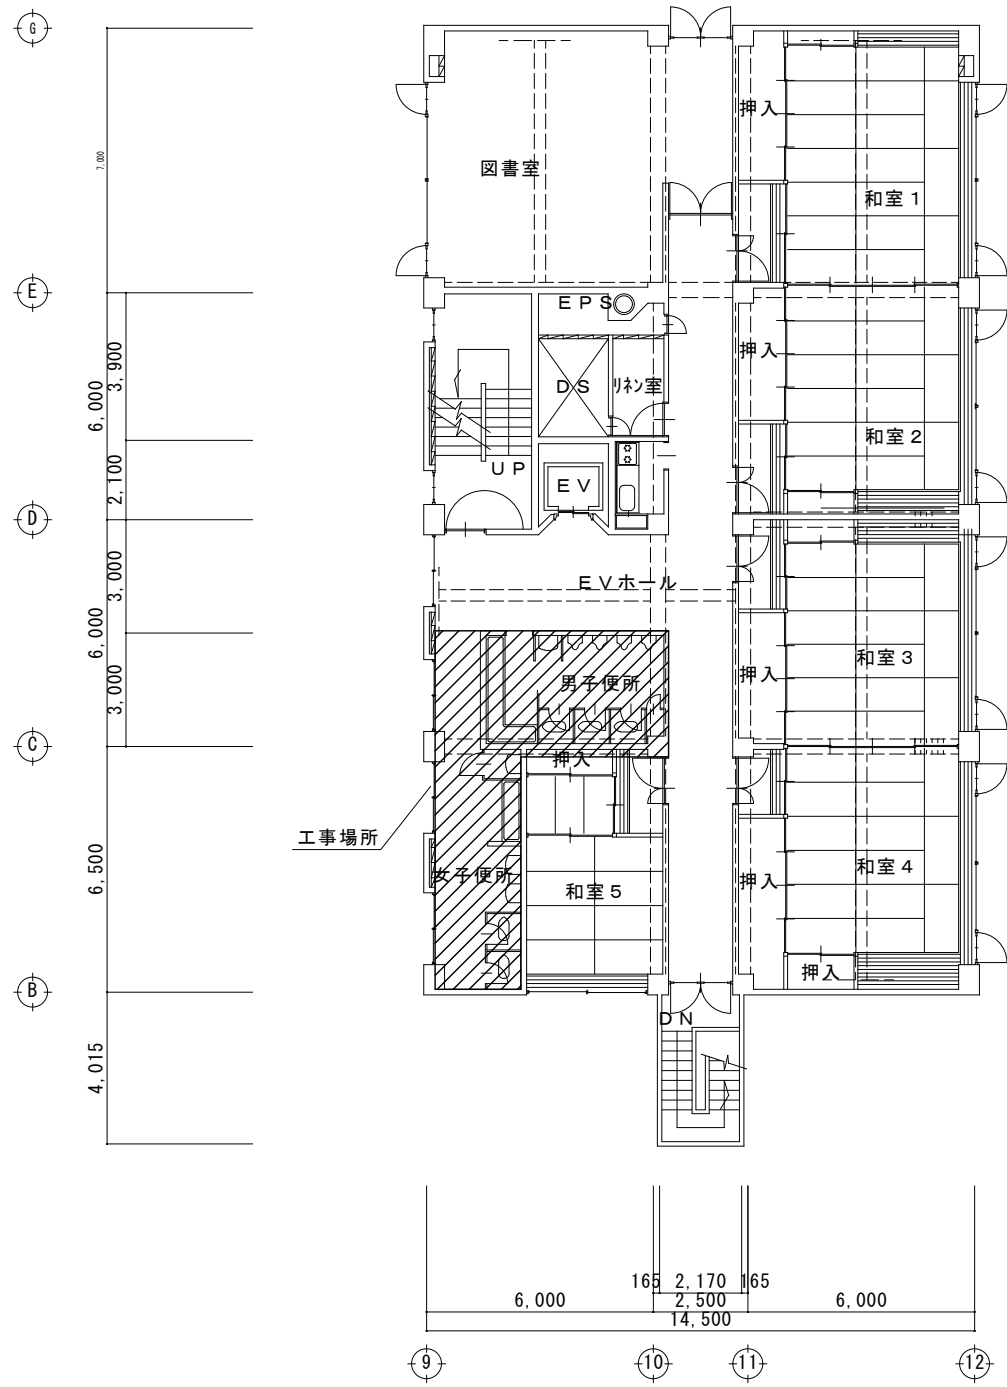 G
7,000
押入
図書室
和室1
E
EPS
3,900
6,000
押入
DS
リネン室
和室2
2,100
UP
EV
D
3,000
EVホール
6,000
和室3
押入
男子便所
3,000
C
押入
工事場所
6,500
女子便所
和室5
押入
和室4
押入
B
DN
4,015
165 2,170 165
6,000 2,500 6,000
14,500
9 10 11 12